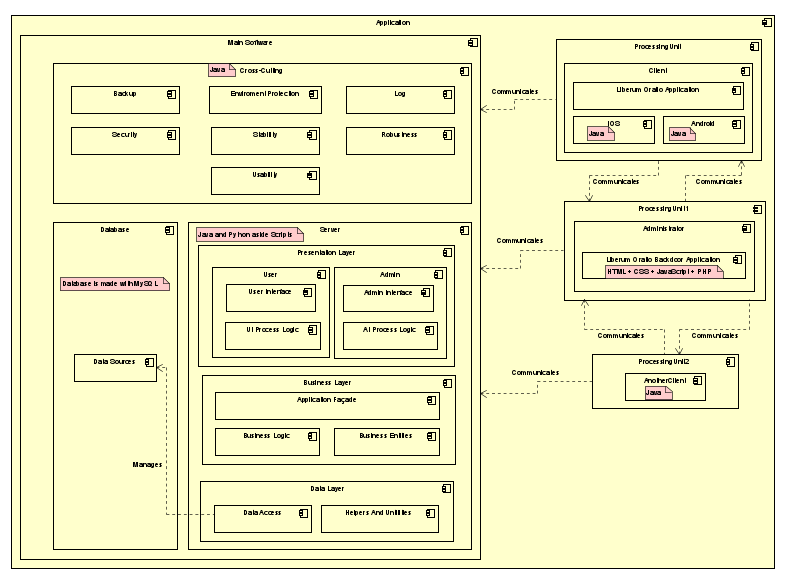 Application
Main Software
Java
Cross-Cutting
Backup
Enviroment Protection
Log
Security
Stability
Robusiness
Usability
Database
Database is made with MySQL
Data Sources
Manages
Java and Python aside Scripts
Server
Presentation Layer
User
User Interface
UI Process Logic
Admin
Admin Interface
AI Process Logic
Business Layer
Application Façade
Business Logic
Business Entities
Data Layer
Data Access
Helpers And Utilities
Communicates
Processing Unit
Client
Liberum Oratio Application
IOS
Java
Android
Java
Communicates
Communicates
Communicates
Processing Unit1
Administrator
Liberum Oratio Backdoor Application
HTML + CSS + JavaScript + PHP
Communicates
Communicates
Communicates
Processing Unit2
AnotherClient
Java